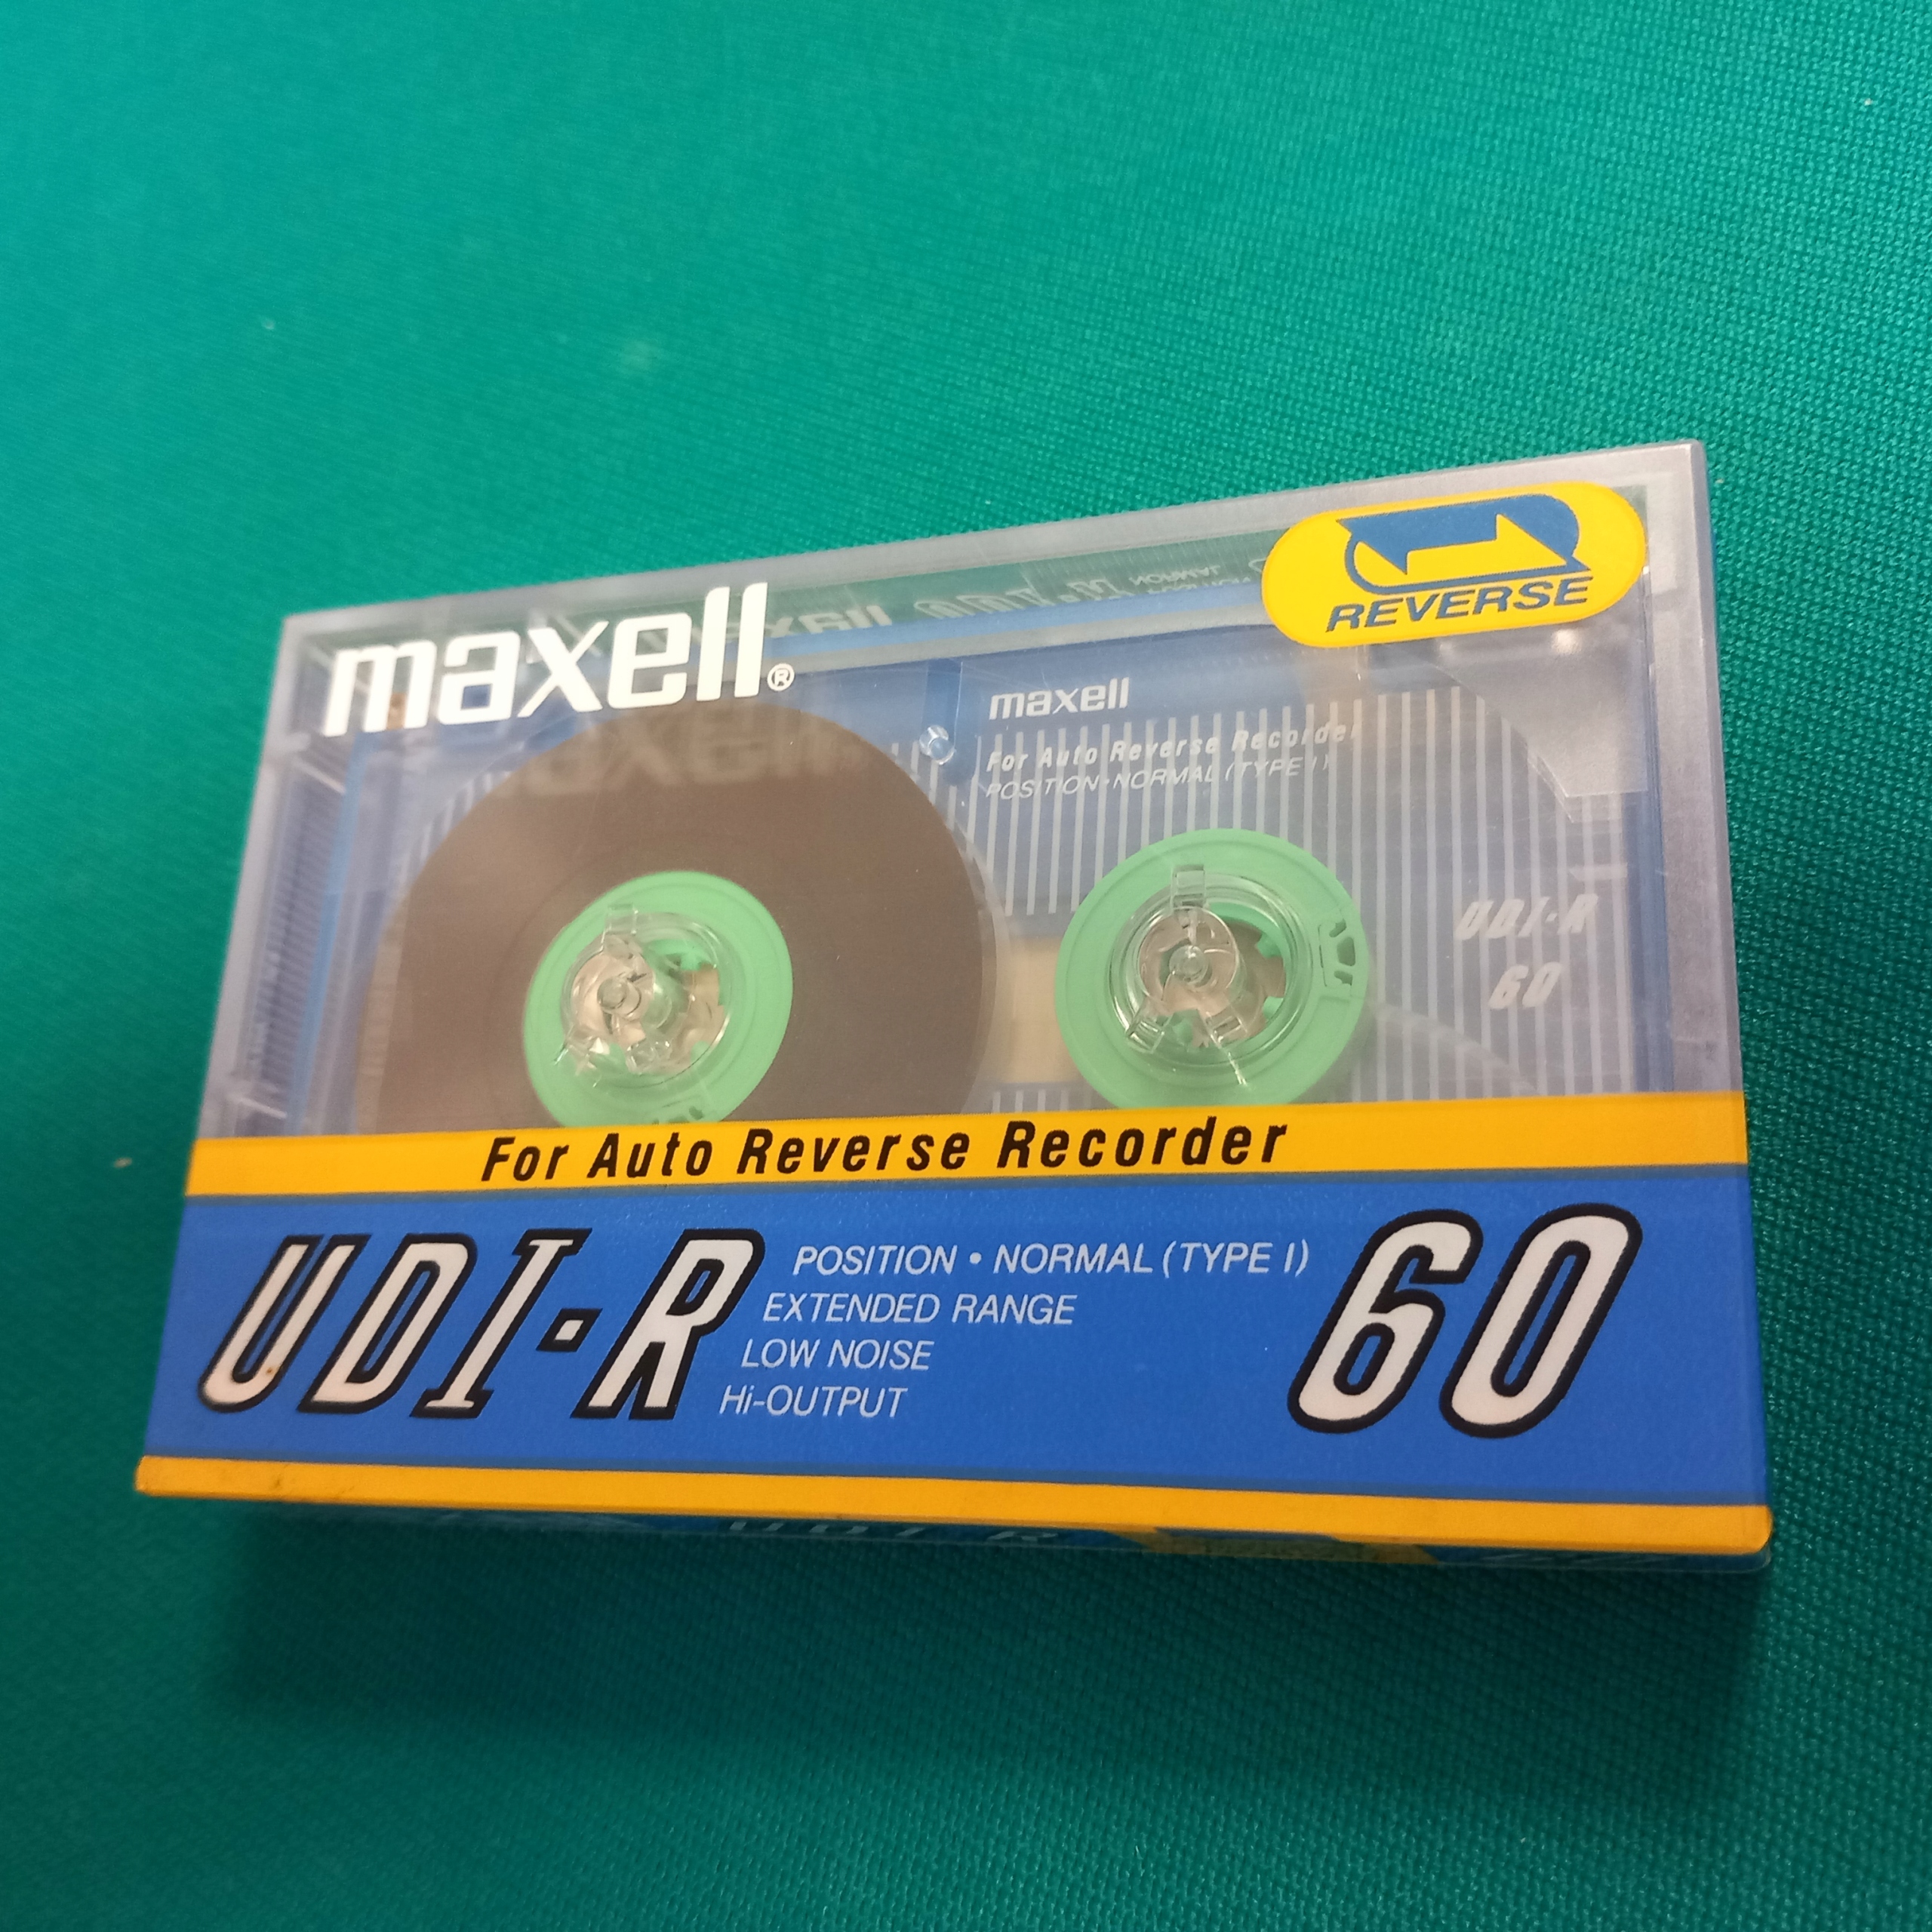 maxell®
REVERSE
maxell
For Auto Reverse Recorder
POSITION·NORMAL (TYPE I)
UDI·R
60
For Auto Reverse Recorder
UDI·R
POSITION • NORMAL (TYPE I)
EXTENDED RANGE
LOW NOISE
Hi-OUTPUT
60